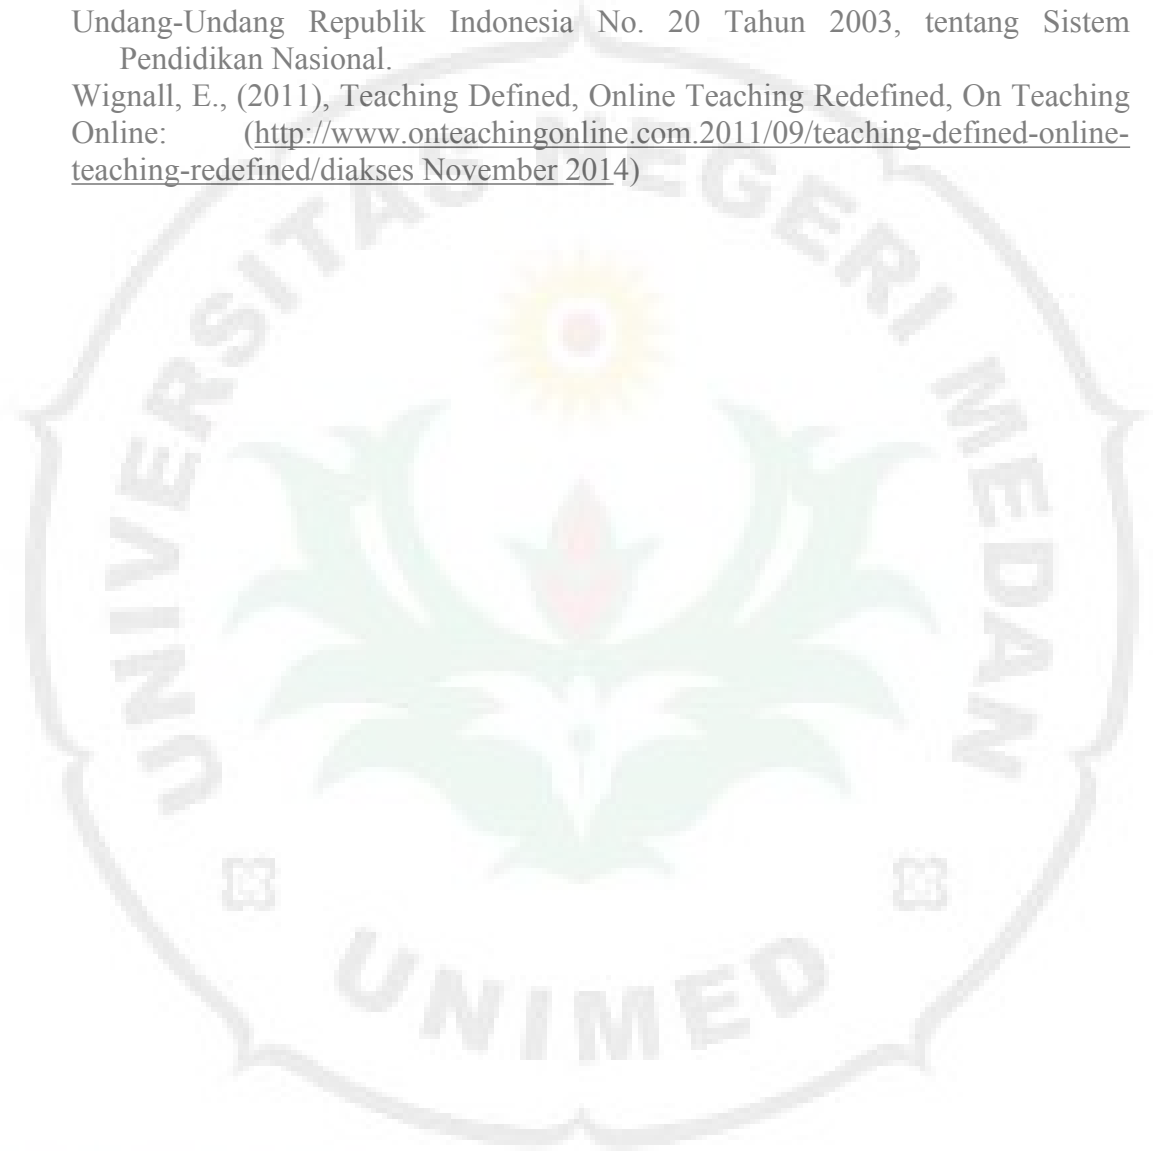 Undang-Undang Republik Indonesia No. 20 Tahun 2003, tentang Sistem
Pendidikan Nasional.
Wignall, E., (2011), Teaching Defined, Online Teaching Redefined, On Teaching
Online: (http://www.onteachingonline.com.2011/09/teaching-defined-online-
teaching-redefined/diakses November 2014)
UNIVERSITAS NEGERI MEDAN
UNIMED